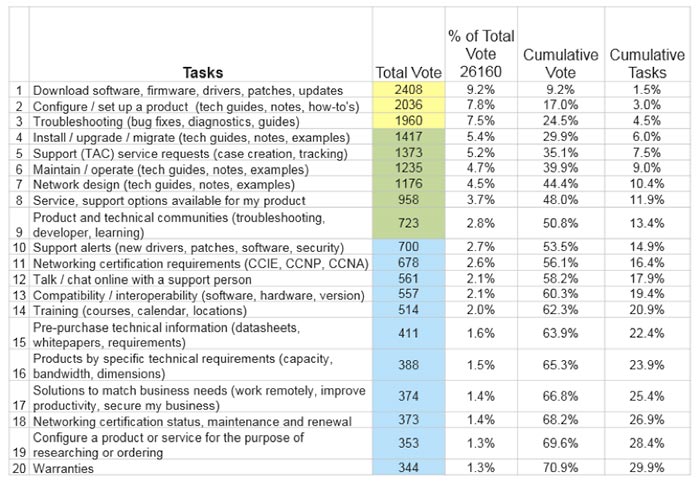 Tasks Total Vote % of Total Vote 26160 Cumulative Vote Cumulative Tasks
1 Download software, firmware, drivers, patches, updates 2408 9.2% 9.2% 1.5%
2 Configure / set up a product (tech guides, notes, how-to's) 2036 7.8% 17.0% 3.0%
3 Troubleshooting (bug fixes, diagnostics, guides) 1960 7.5% 24.5% 4.5%
4 Install / upgrade / migrate (tech guides, notes, examples) 1417 5.4% 29.9% 6.0%
5 Support (TAC) service requests (case creation, tracking) 1373 5.2% 35.1% 7.5%
6 Maintain / operate (tech guides, notes, examples) 1235 4.7% 39.9% 9.0%
7 Network design (tech guides, notes, examples) 1176 4.5% 44.4% 10.4%
8 Service, support options available for my product 958 3.7% 48.0% 11.9%
Product and technical communities (troubleshooting,
9 developer, learning) 723 2.8% 50.8% 13.4%
10 Support alerts (new drivers, patches, software, security) 700 2.7% 53.5% 14.9%
11 Networking certification requirements (CCIE, CCNP, CCNA) 678 2.6% 56.1% 16.4%
12 Talk / chat online with a support person 561 2.1% 58.2% 17.9%
13 Compatibility / interoperability (software, hardware, version) 557 2.1% 60.3% 19.4%
14 Training (courses, calendar, locations) 514 2.0% 62.3% 20.9%
Pre-purchase technical information (datasheets,
15 whitepapers, requirements) 411 1.6% 63.9% 22.4%
Products by specific technical requirements (capacity,
16 bandwidth, dimensions) 388 1.5% 65.3% 23.9%
Solutions to match business needs (work remotely, improve
17 productivity, secure my business) 374 1.4% 66.8% 25.4%
18 Networking certification status, maintenance and renewal 373 1.4% 68.2% 26.9%
Configure a product or service for the purpose of
19 researching or ordering 353 1.3% 69.6% 28.4%
20 Warranties 344 1.3% 70.9% 29.9%